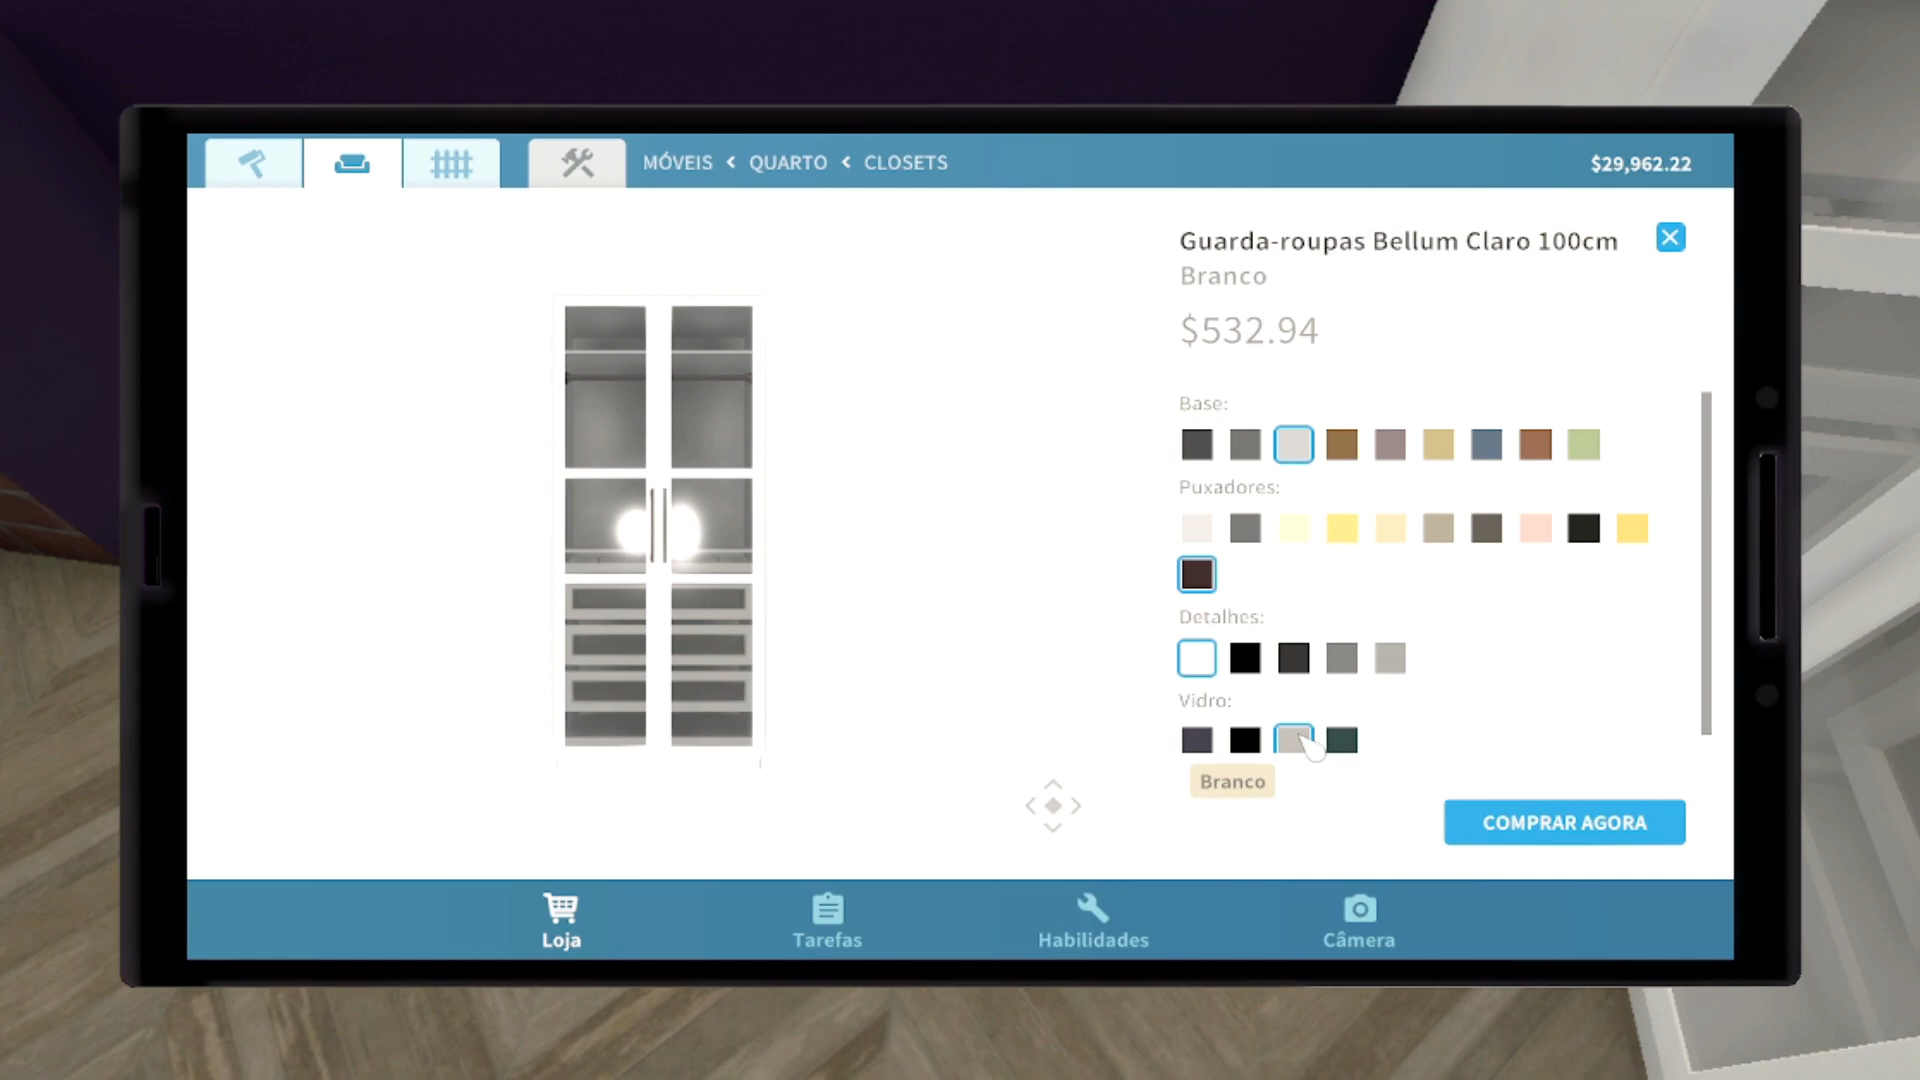 MÓVEIS < QUARTO < CLOSETS
$29,962.22
Guarda-roupas Bellum Claro 100cm
Branco
$532.94
Base:
Puxadores:
Detalhes:
Vidro:
Branco
COMPRAR AGORA
Loja
Tarefas
Habilidades
Câmera